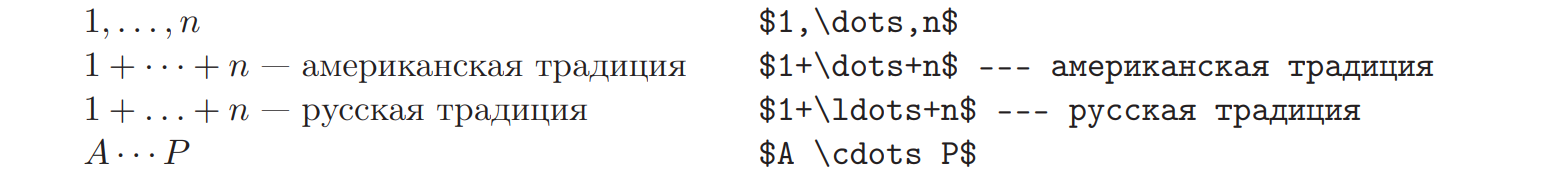 1, . . . , n $1,\dots,n$
1 + · · · + n — американская традиция $1+\dots+n$ --- американская традиция
1 + . . . + n — русская традиция $1+\ldots+n$ --- русская традиция
A · · · P $A \cdots P$